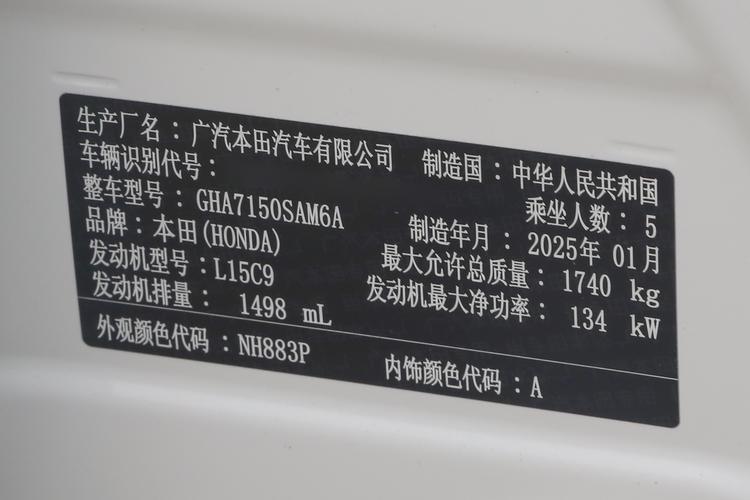 生产厂名：广汽本田汽车有限公司 制造国：中华人民共和国
车辆识别代号： 乘坐人数：5
整车型号：GHA7150SAM6A 制造年月：2025年 01月
品牌：本田(HONDA) 最大允许总质量：1740 kg
发动机型号：L15C9 发动机最大净功率：134 kW
发动机排量：1498 mL
外观颜色代码：NH883P 内饰颜色代码：A